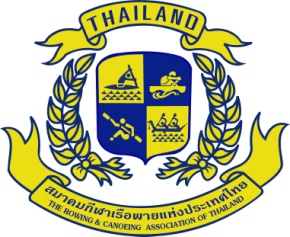 THAILAND
สมาคมกีฬาเรือพายแห่งประเทศไทย
THE ROWING & CANOEING ASSOCIATION OF THAILAND